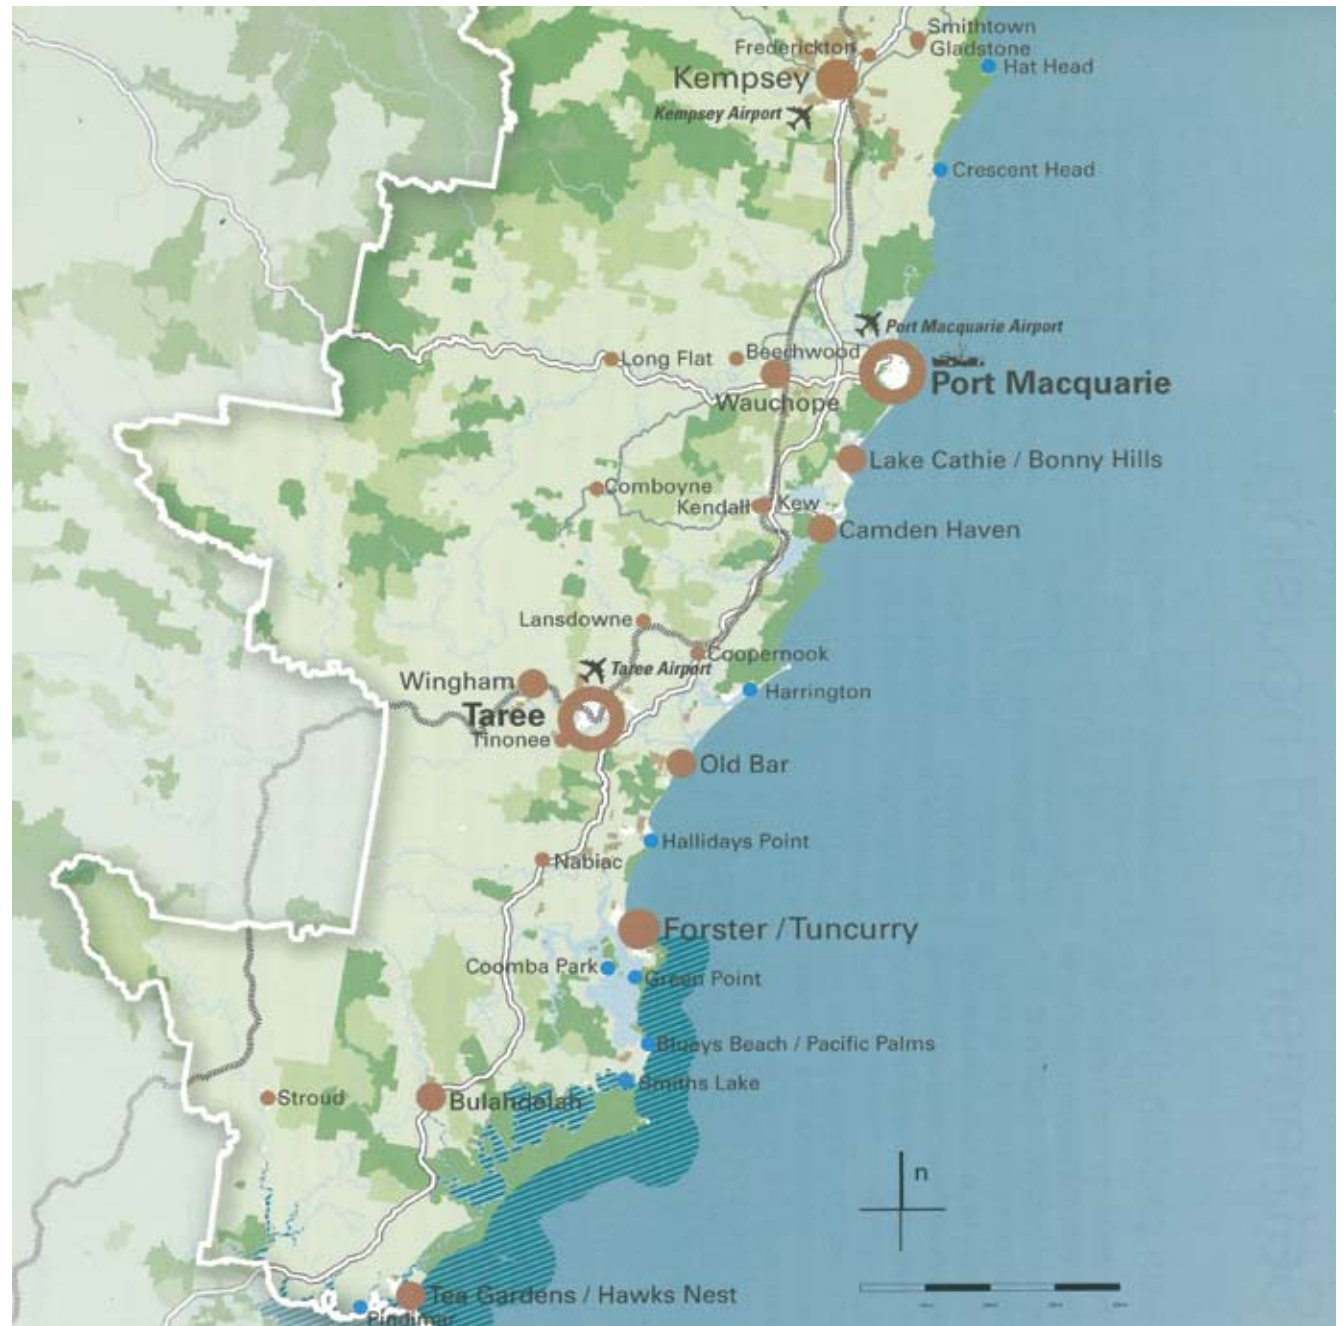 Smithtown
Frederickton
Gladstone
Hat Head
Kempsey
Kempsey Airport
Crescent Head
Port Macquarie Airport
Long Flat
Beechwood
Port Macquarie
Wauchope
Lake Cathie / Bonny Hills
Comboyne
Kendall
Kew
Camden Haven
Lansdowne
Coopernook
Taree Airport
Wingham
Harrington
Taree
Tinonee
Old Bar
Hallidays Point
Nabiac
Forster / Tuncurry
Coomba Park
Green Point
Blueys Beach / Pacific Palms
Smiths Lake
Stroud
Bulahdelah
n
Tea Gardens / Hawks Nest
Pindimar